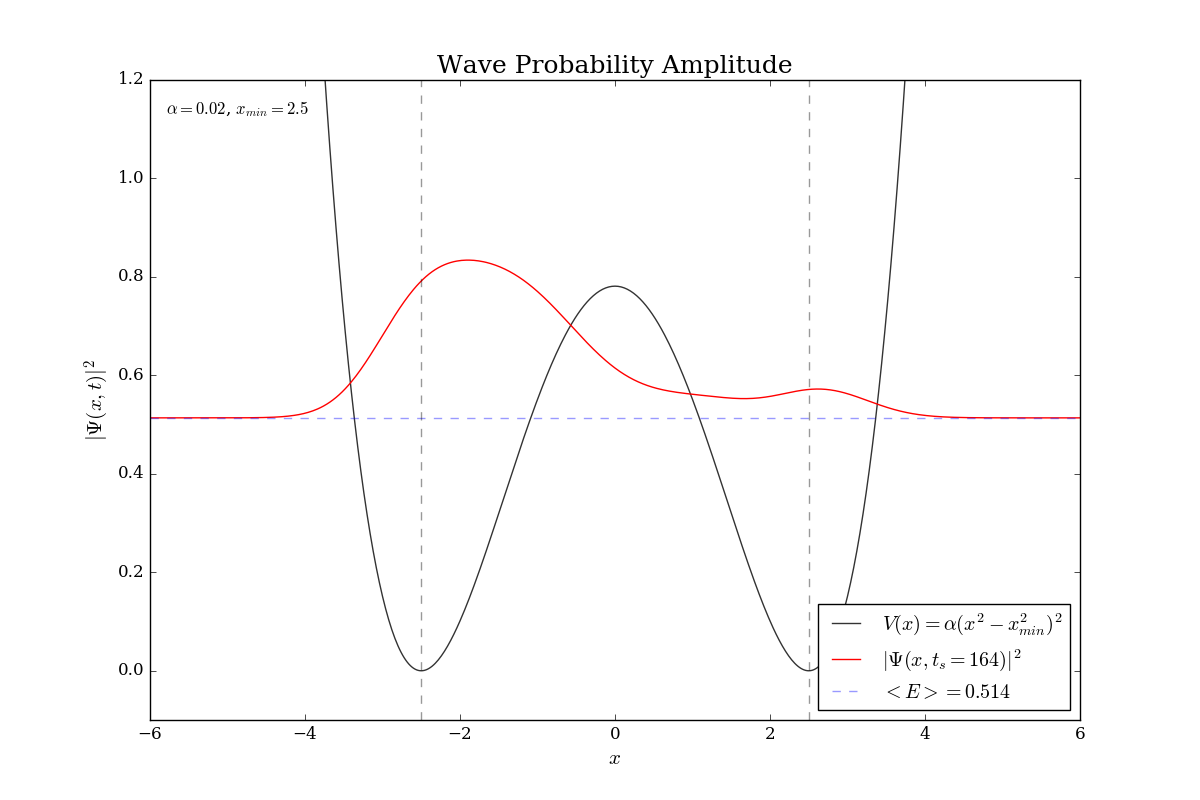 Wave Probability Amplitude
α = 0.02, x_min = 2.5
|Ψ(x, t)|²
1.2
1.0
0.8
0.6
0.4
0.2
0.0
V(x) = α(x² − x²_min)²
|Ψ(x, t_s = 164)|²
< E > = 0.514
−6 −4 −2 0 2 4 6
x